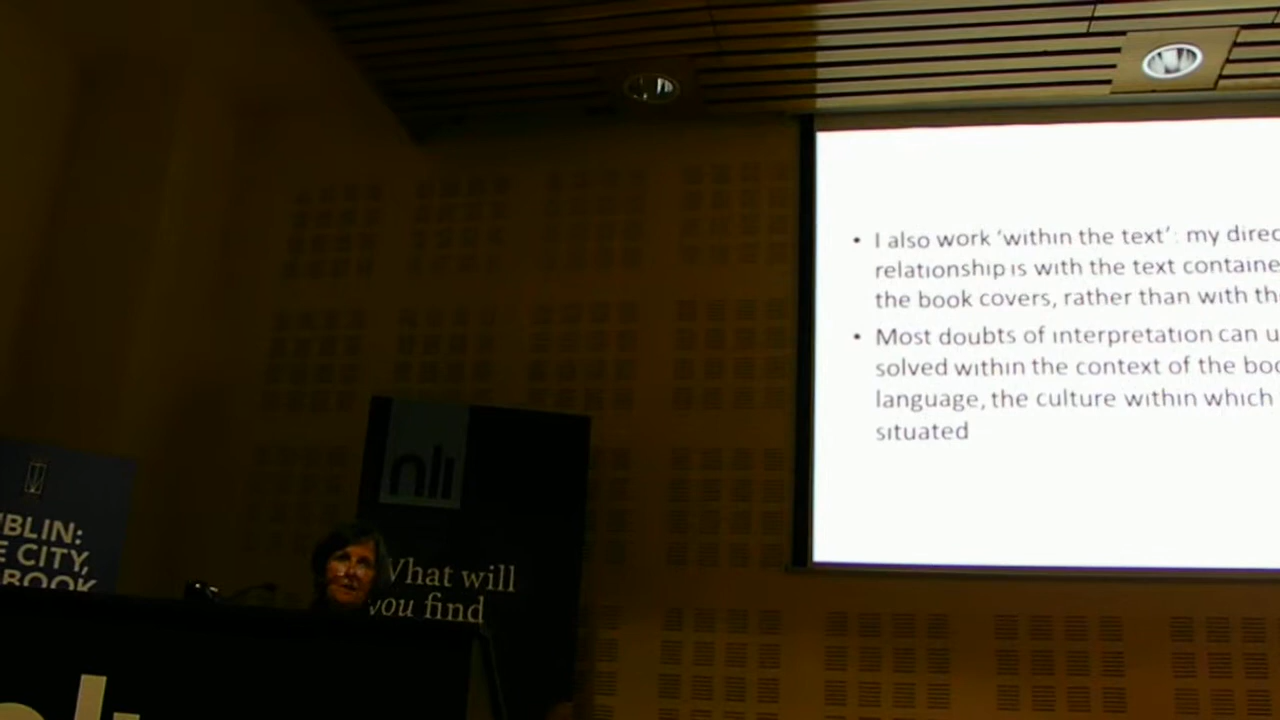 • I also work ‘within the text’: my direc
relationship is with the text containe
the book covers, rather than with th
• Most doubts of interpretation can u
solved within the context of the boo
language, the culture within which
situated
nli
What will
you find
BLIN:
E CITY,
BOOK
nli